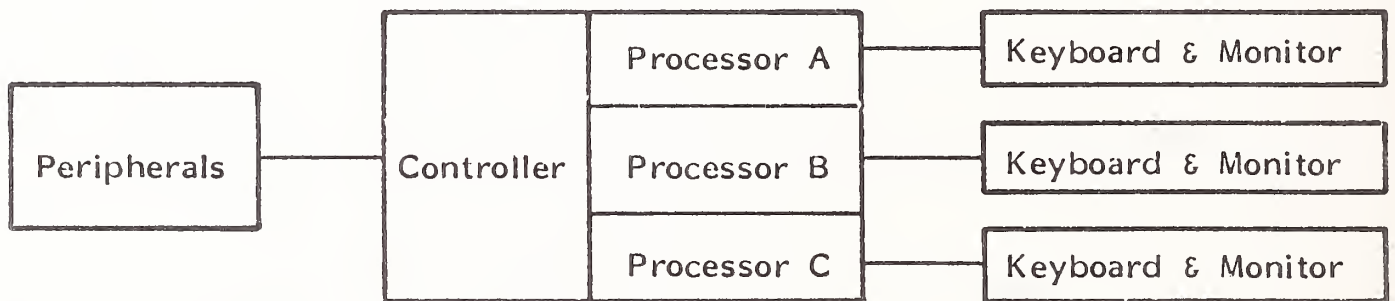 Processor A
Keyboard & Monitor
Peripherals
Controller
Processor B
Keyboard & Monitor
Processor C
Keyboard & Monitor